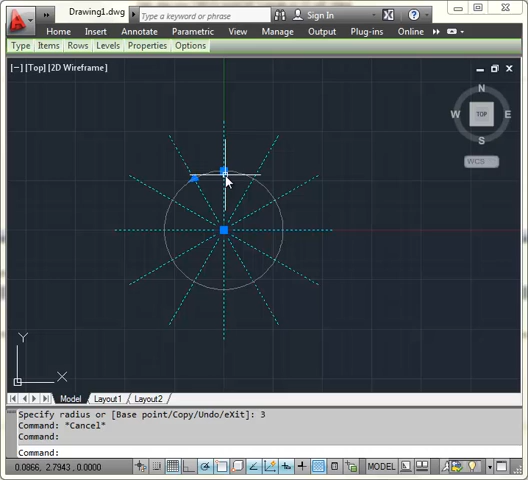 Drawing1.dwg
Type a keyword or phrase
Sign In
Home Insert Annotate Parametric View Manage Output Plug-ins Online
Type Items Rows Levels Properties Options
[−] [Top] [2D Wireframe]
N
W TOP E
S
WCS
Y
X
Model Layout1 Layout2
Specify radius or [Base point/Copy/Undo/eXit]: 3
Command: *Cancel*
Command:
Command:
0.0866, 2.7943, 0.0000 MODEL